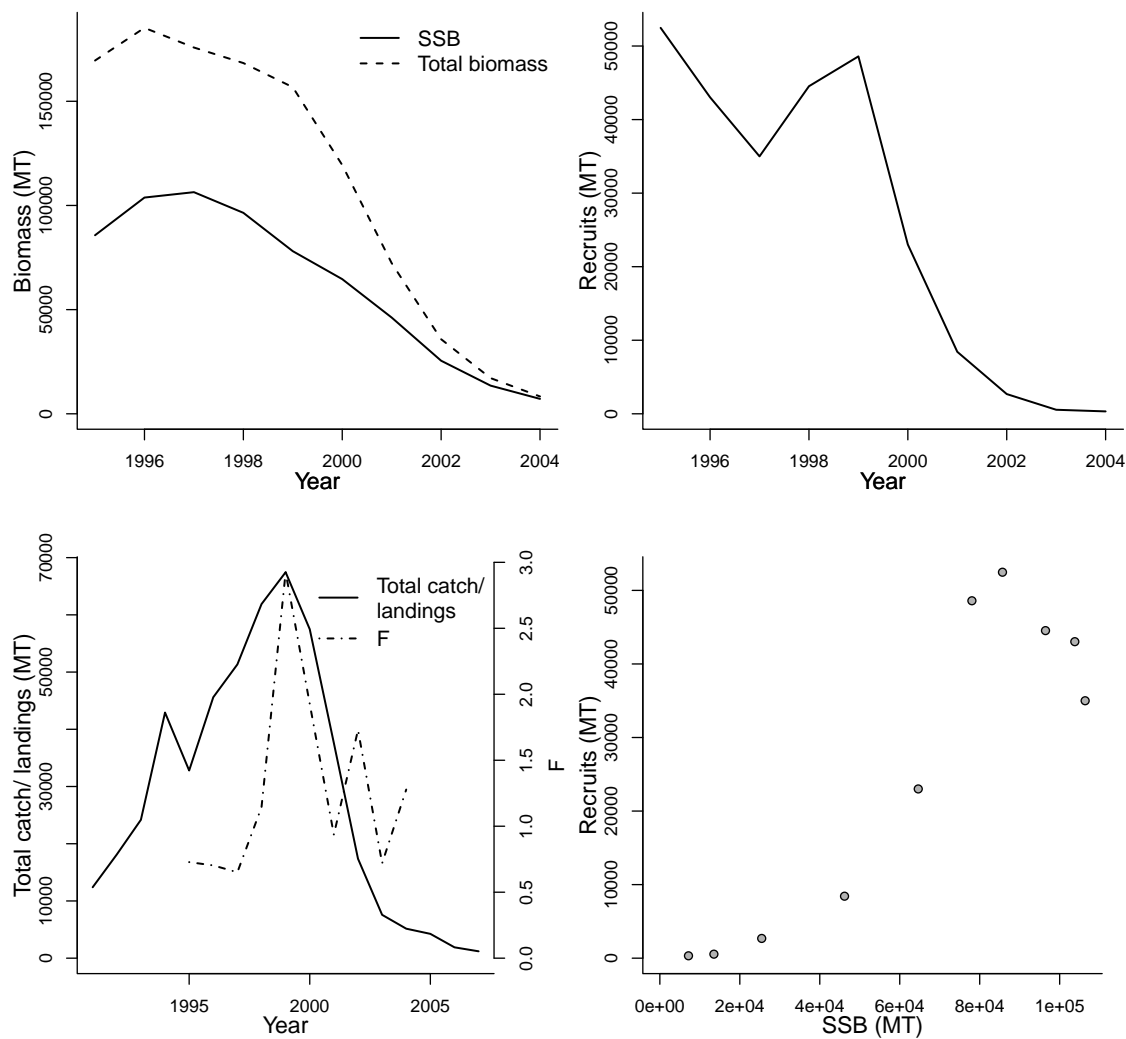 SSB
Total biomass
Biomass (MT)
0
50000
100000
150000
1996
1998
2000
2002
2004
Year
Recruits (MT)
0
10000
20000
30000
40000
50000
1996
1998
2000
2002
2004
Year
Total catch/
landings
F
Total catch/ landings (MT)
0
10000
30000
50000
70000
F
0.0
0.5
1.0
1.5
2.0
2.5
3.0
1995
2000
2005
Year
Recruits (MT)
0
10000
20000
30000
40000
50000
0e+00
2e+04
4e+04
6e+04
8e+04
1e+05
SSB (MT)